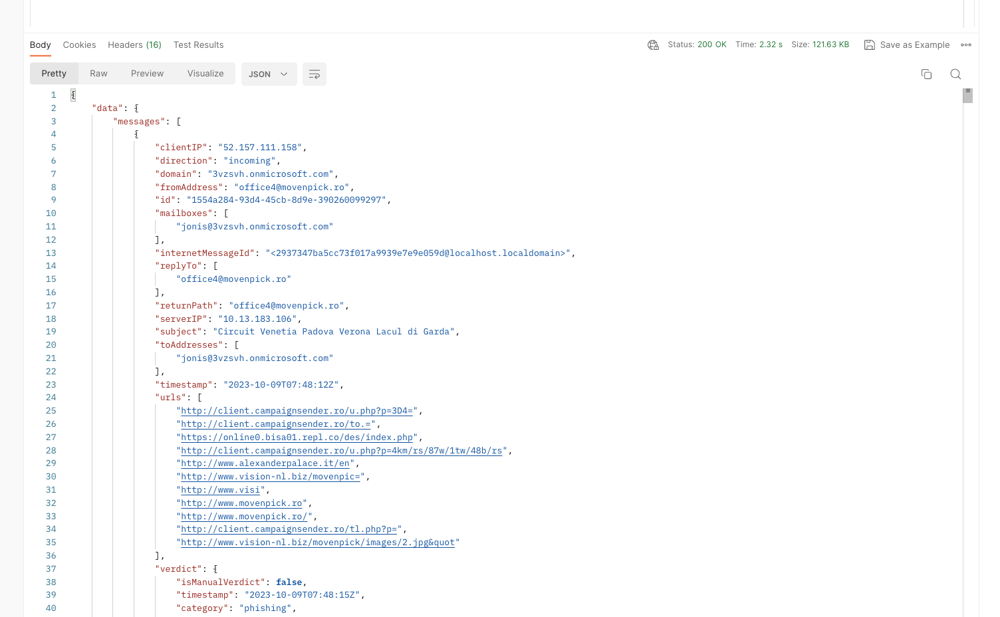 Body Cookies Headers (16) Test Results Status: 200 OK Time: 2.32 s Size: 121.63 KB Save as Example
Pretty Raw Preview Visualize JSON
1 {
2 "data": {
3 "messages": [
4 {
5 "clientIP": "52.157.111.158",
6 "direction": "incoming",
7 "domain": "3vzsvh.onmicrosoft.com",
8 "fromAddress": "office4@movenpick.ro",
9 "id": "1554a284-93d4-45cb-8d9e-390260099297",
10 "mailboxes": [
11 "jonis@3vzsvh.onmicrosoft.com"
12 ],
13 "internetMessageId": "<2937347ba5cc73f017a9939e7e9e059d@localhost.localdomain>",
14 "replyTo": [
15 "office4@movenpick.ro"
16 ],
17 "returnPath": "office4@movenpick.ro",
18 "serverIP": "10.13.183.106",
19 "subject": "Circuit Venetia Padova Verona Lacul di Garda",
20 "toAddresses": [
21 "jonis@3vzsvh.onmicrosoft.com"
22 ],
23 "timestamp": "2023-10-09T07:48:12Z",
24 "urls": [
25 "http://client.campaignsender.ro/u.php?p=3D4=",
26 "http://client.campaignsender.ro/to.=",
27 "https://online0.bisa01.repl.co/des/index.php",
28 "http://client.campaignsender.ro/u.php?p=4km/rs/87w/1tw/48b/rs",
29 "http://www.alexanderpalace.it/en",
30 "http://www.vision-nl.biz/movenpic=",
31 "http://www.visi",
32 "http://www.movenpick.ro",
33 "http://www.movenpick.ro/",
34 "http://client.campaignsender.ro/tl.php?p=",
35 "http://www.vision-nl.biz/movenpick/images/2.jpg&quot"
36 ],
37 "verdict": {
38 "isManualVerdict": false,
39 "timestamp": "2023-10-09T07:48:15Z",
40 "category": "phishing",